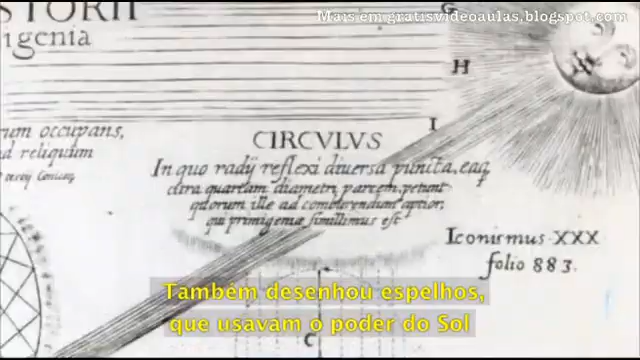 Mais em gratisvideoaulas.blogspot.com
STORII
igenia
G
H
I
rum occupans,
d reliquum
CIRCVLVS
In quo radij reflexi diversa puncta, eaq
citra quartam diametri partem, petunt
quorum ille ad comburendum aptior,
qui primigeniæ simillimus est
Iconismus XXX
folio 883.
Também desenhou espelhos,
que usavam o poder do Sol
C